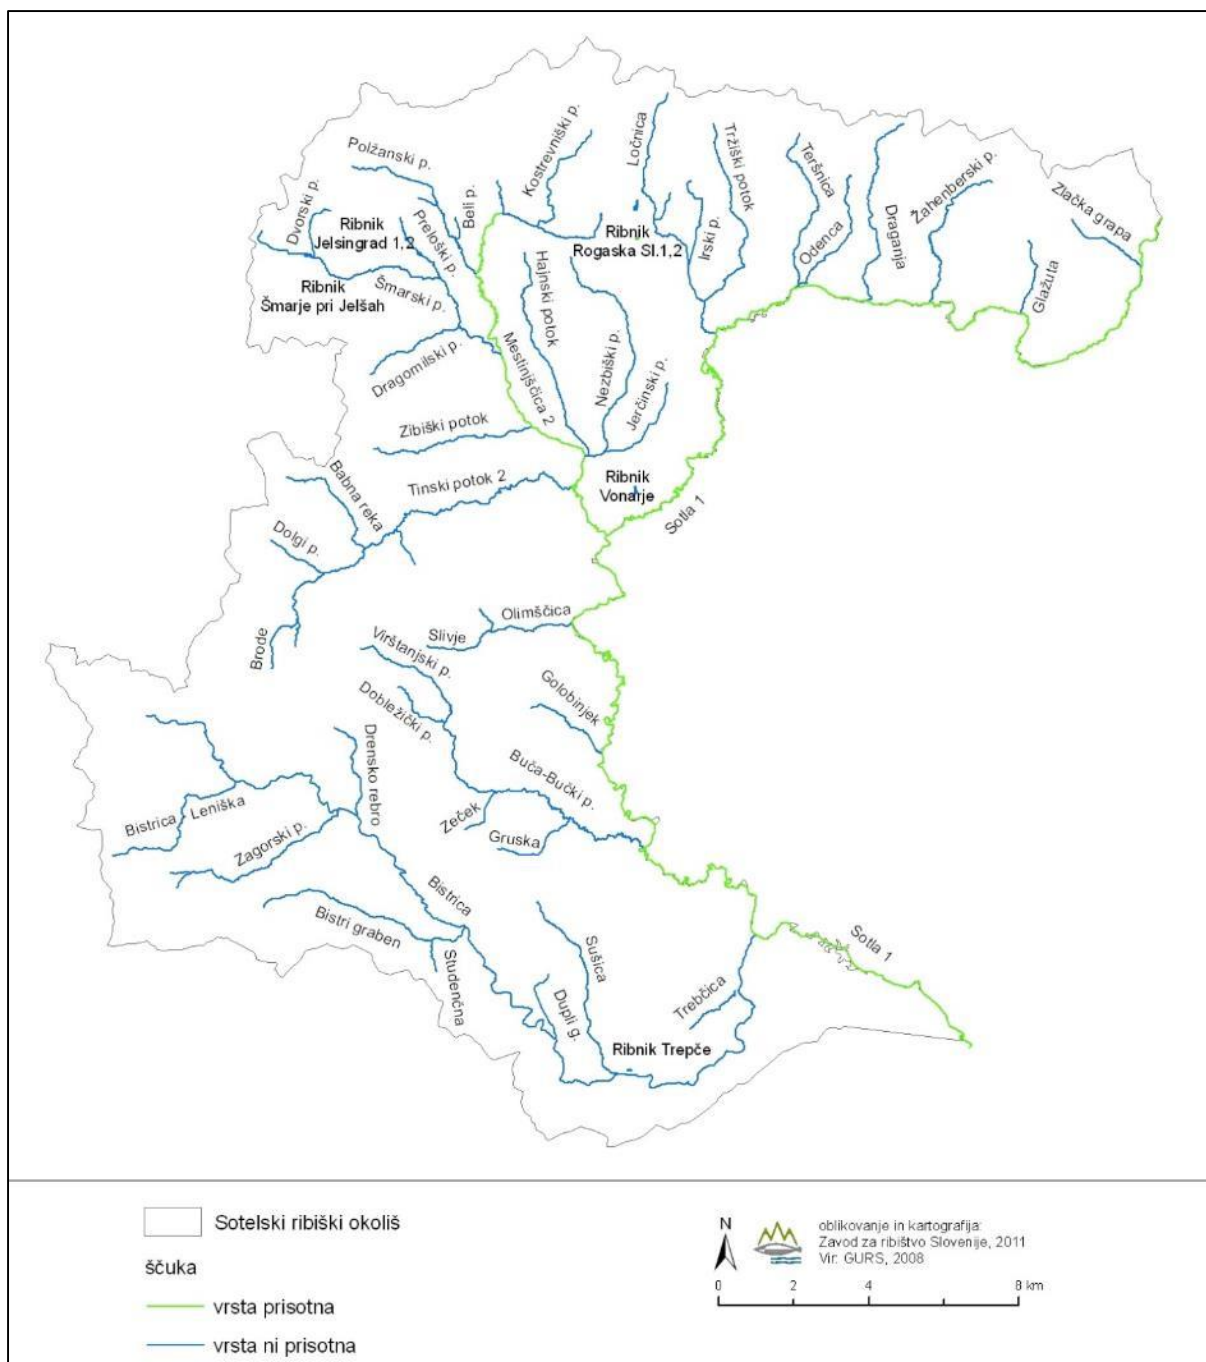 Kostrevniški p.
Ločnica
Tržiški potok
Teršnica
Polžanski p.
Žahenberski p.
Zlačka grapa
Beli p.
Dvorski p.
Ribnik
Jelsingrad 1,2
Preloški p.
Ribnik
Rogaska Sl.1,2
Irski p.
Odenca
Draganja
Glažuta
Hajnski potok
Ribnik
Šmarje pri Jelšah
Šmarski p.
Mestinjščica 2
Nezbiški p.
Jerčinski p.
Dragomilski p.
Zibiški potok
Babna reka
Tinski potok 2
Ribnik
Vonarje
Sotla 1
Dolgi p.
Brode
Olimščica
Slivje
Virštanjski p.
Dobležički p.
Golobinjek
Drensko rebro
Buča-Bučki p.
Bistrica - Leniška
Zeček
Zagorski p.
Gruska
Bistrica
Bistri graben
Studenčna
Sušica
Sotla 1
Dupli g.
Trebčica
Ribnik Trepče
Sotelski ribiški okoliš
ščuka
vrsta prisotna
vrsta ni prisotna
N
oblikovanje in kartografija:
Zavod za ribištvo Slovenije, 2011
Vir: GURS, 2008
0 2 4 8 km